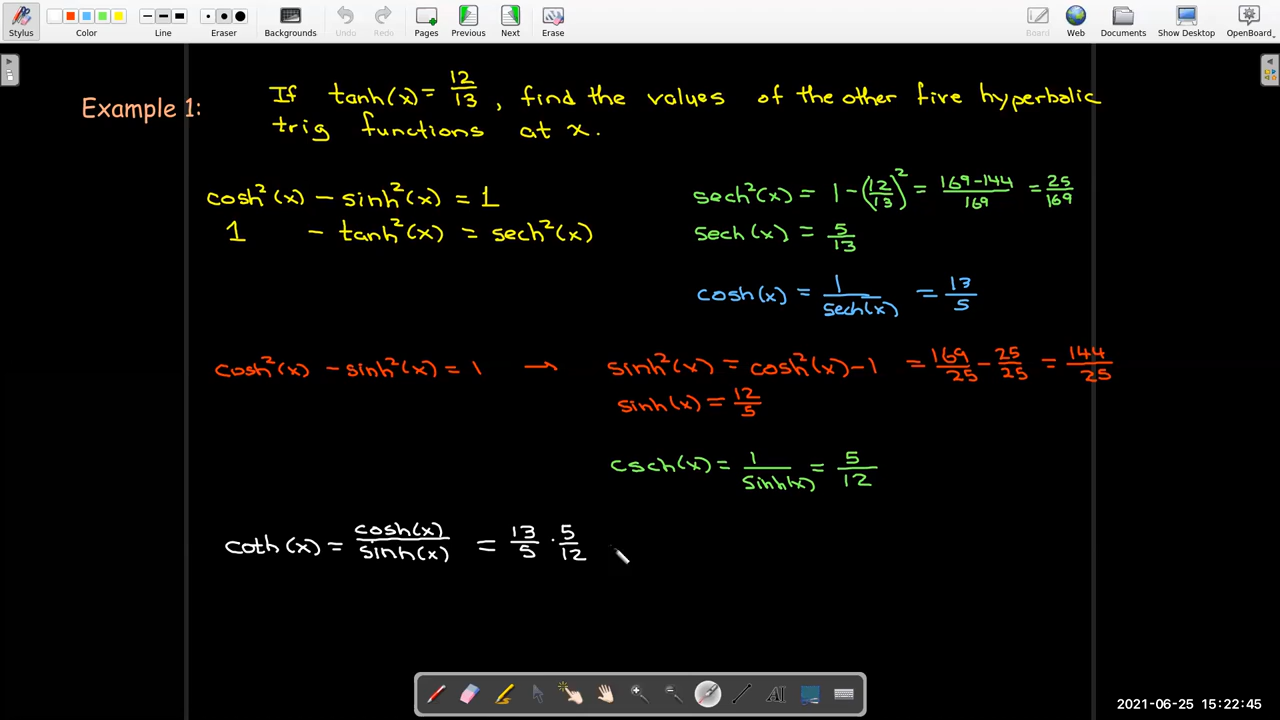 Stylus Color Line Eraser Backgrounds Undo Redo Pages Previous Next Erase Board Web Documents Show Desktop OpenBoard
Example 1: If tanh(x) = 12/13, find the values of the other five hyperbolic
trig functions at x.
cosh²(x) − sinh²(x) = 1
1 − tanh²(x) = sech²(x)
sech²(x) = 1 − (12/13)² = (169−144)/169 = 25/169
sech(x) = 5/13
cosh(x) = 1/sech(x) = 13/5
cosh²(x) − sinh²(x) = 1 → sinh²(x) = cosh²(x) − 1 = 169/25 − 25/25 = 144/25
sinh(x) = 12/5
csch(x) = 1/sinh(x) = 5/12
coth(x) = cosh(x)/sinh(x) = 13/5 · 5/12
AI
2021-06-25 15:22:45